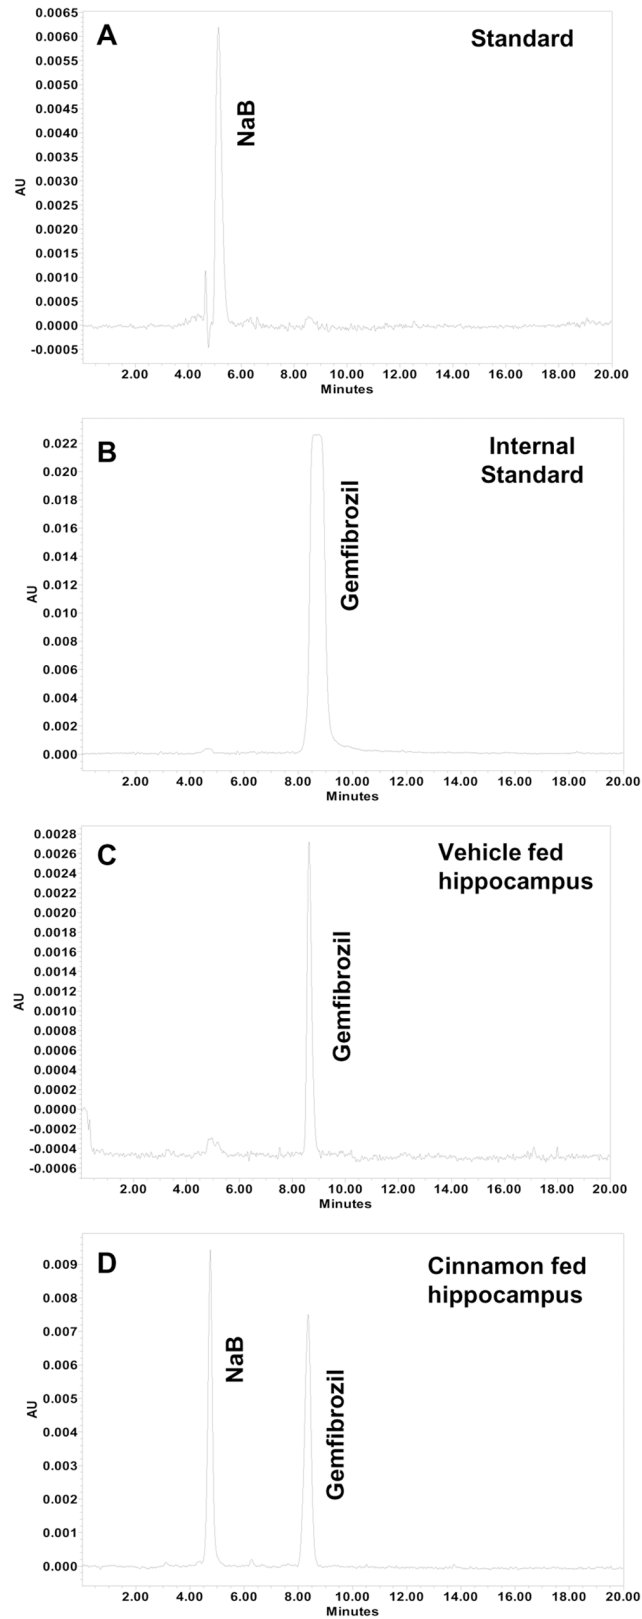 A
Standard
NaB
AU
0.0065
0.0060
0.0055
0.0050
0.0045
0.0040
0.0035
0.0030
0.0025
0.0020
0.0015
0.0010
0.0005
0.0000
-0.0005
2.00 4.00 6.00 8.00 10.00 12.00 14.00 16.00 18.00 20.00
Minutes
B
Internal
Standard
Gemfibrozil
AU
0.022
0.020
0.018
0.016
0.014
0.012
0.010
0.008
0.006
0.004
0.002
0.000
2.00 4.00 6.00 8.00 10.00 12.00 14.00 16.00 18.00 20.00
Minutes
C
Vehicle fed
hippocampus
Gemfibrozil
AU
0.0028
0.0026
0.0024
0.0022
0.0020
0.0018
0.0016
0.0014
0.0012
0.0010
0.0008
0.0006
0.0004
0.0002
0.0000
-0.0002
-0.0004
-0.0006
2.00 4.00 6.00 8.00 10.00 12.00 14.00 16.00 18.00 20.00
Minutes
D
Cinnamon fed
hippocampus
NaB
Gemfibrozil
AU
0.009
0.008
0.007
0.006
0.005
0.004
0.003
0.002
0.001
0.000
2.00 4.00 6.00 8.00 10.00 12.00 14.00 16.00 18.00 20.00
Minutes